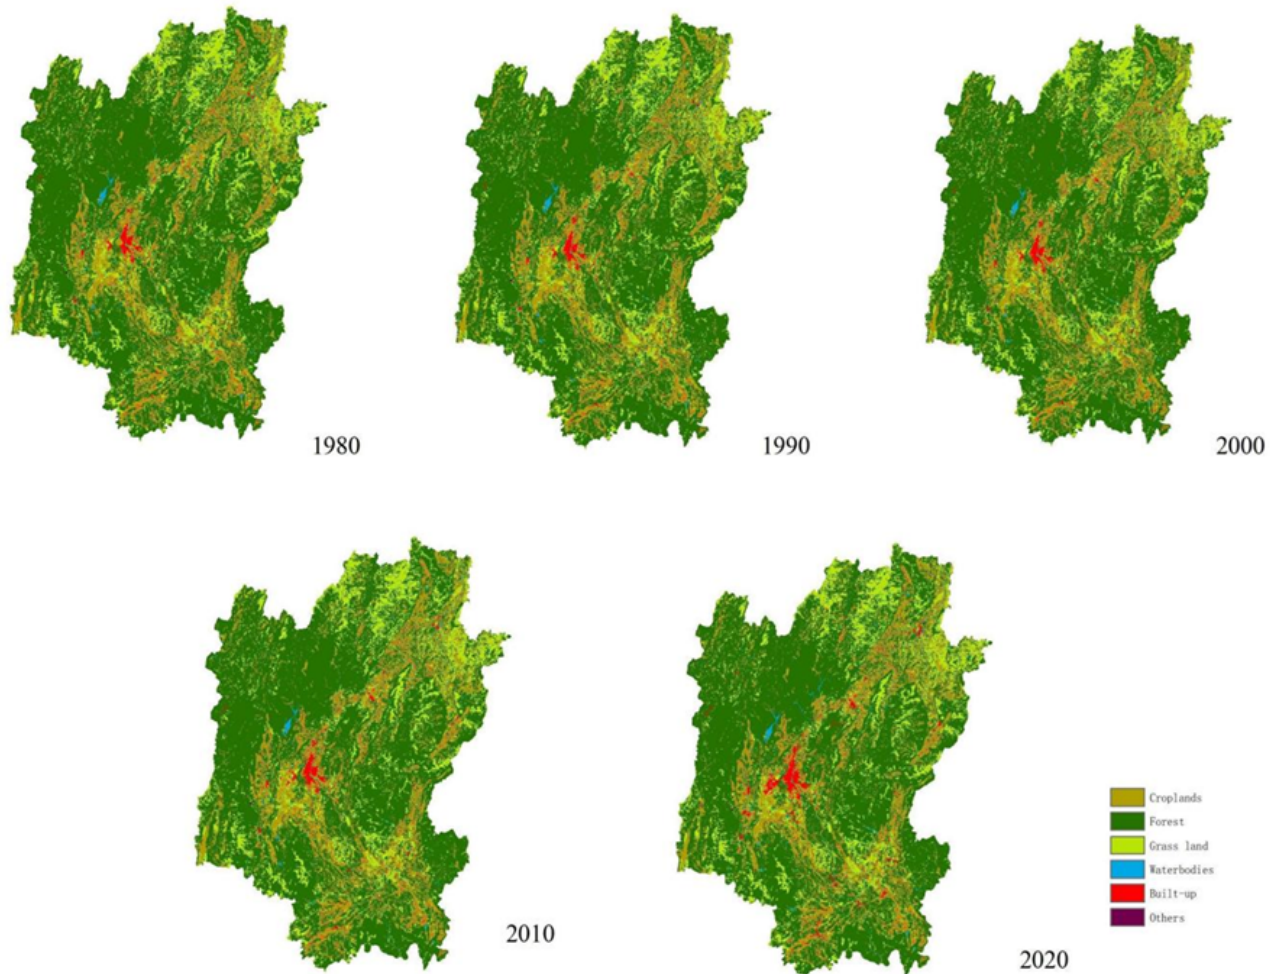 1980
1990
2000
2010
2020
Croplands
Forest
Grass land
Waterbodies
Built-up
Others